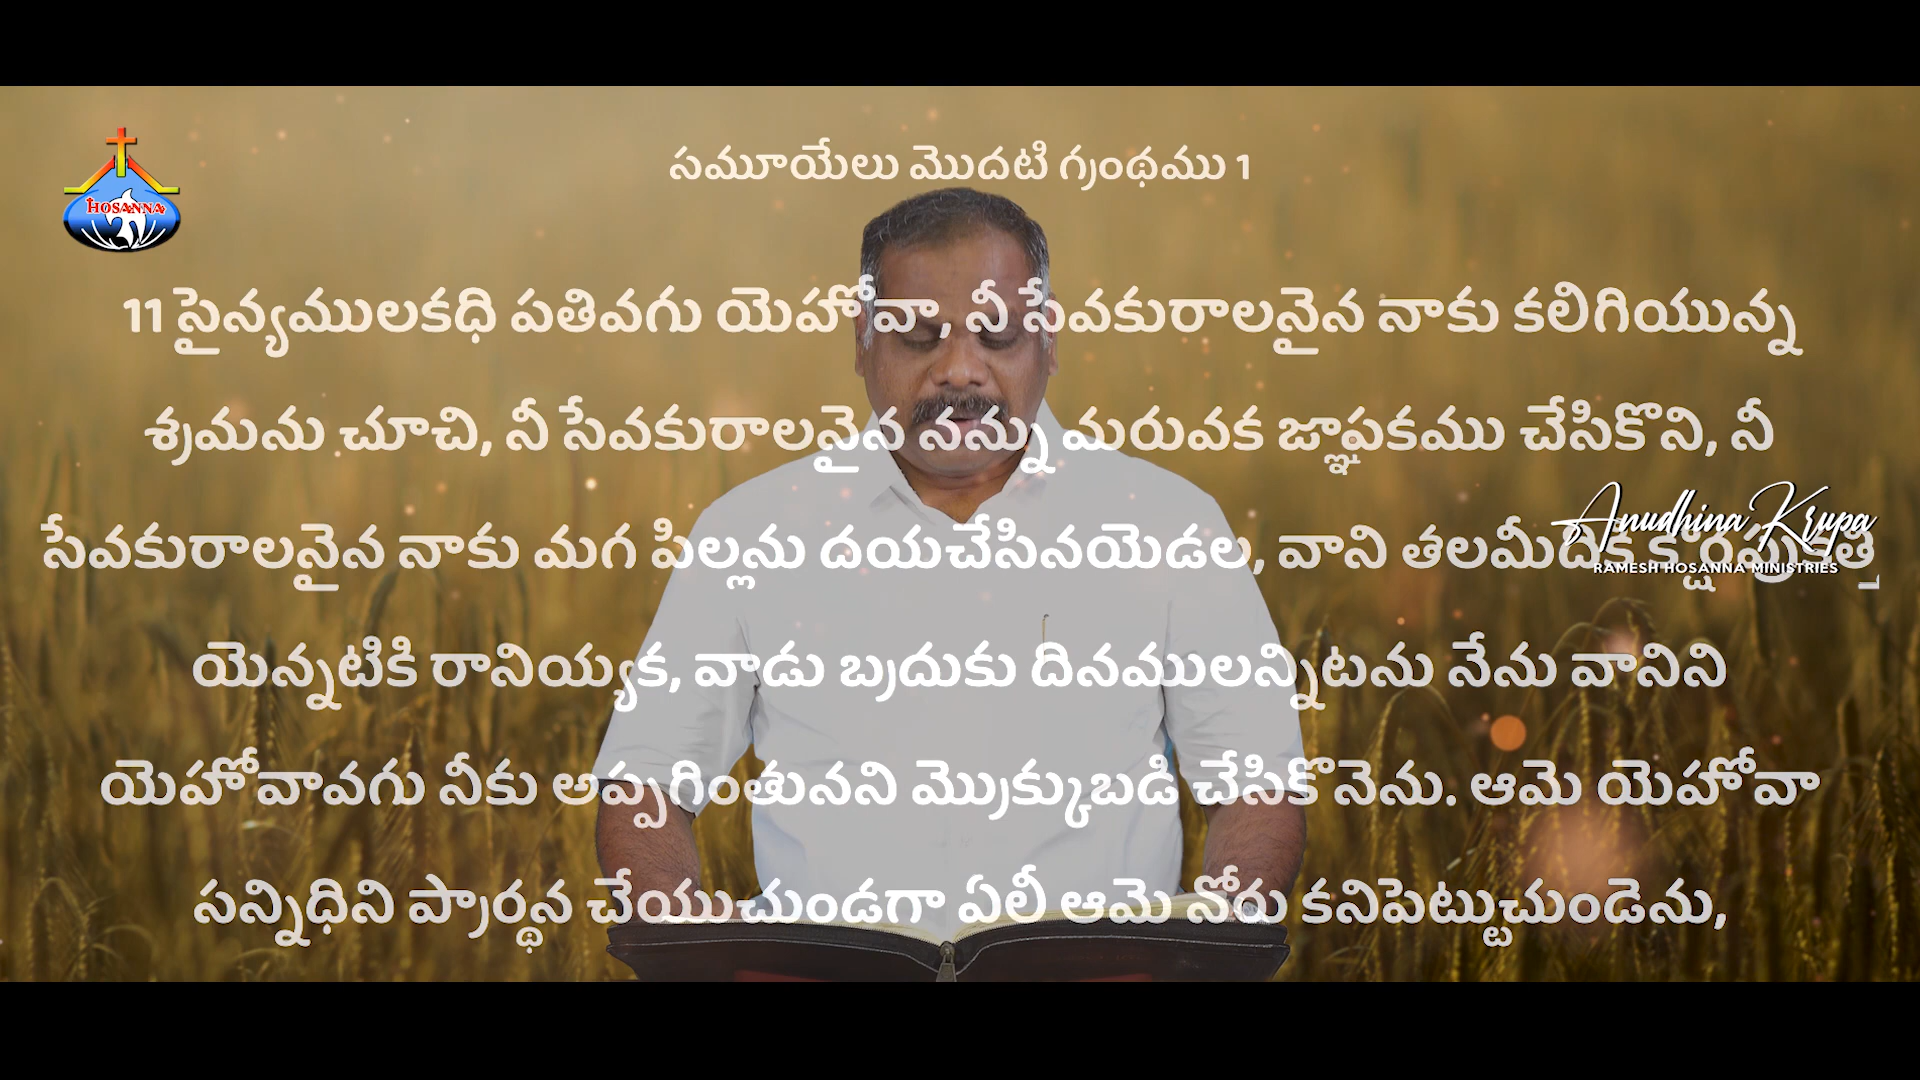 HOSANNA
సమూయేలు మొదటి గ్రంథము 1
11 సైన్యములకధి పతివగు యెహోవా, నీ సేవకురాలనైన నాకు కలిగియున్న
శ్రమను చూచి, నీ సేవకురాలనైన నన్ను మరువక జ్ఞాపకము చేసికొని, నీ
సేవకురాలనైన నాకు మగ పిల్లను దయచేసినయెడల, వాని తలమీదికి
Anudhina Krupa
RAMESH HOSANNA MINISTRIES
యెన్నటికి రానియ్యక, వాడు బ్రదుకు దినములన్నిటను నేను వానిని
యెహోవావగు నీకు అప్పగింతునని మ్రొక్కుబడి చేసికొనెను. ఆమె యెహోవా
సన్నిధిని ప్రార్థన చేయుచుండగా ఏలీ ఆమె నోరు కనిపెట్టుచుండెను,